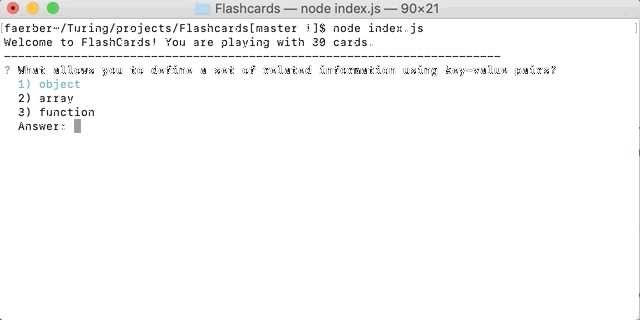 Flashcards — node index.js — 90×21
[faerber~/Turing/projects/Flashcards[master !]$ node index.js ]
Welcome to FlashCards! You are playing with 30 cards.
-----------------------------------------------------------------------
? What allows you to define a set of related information using key-value pairs?
1) object
2) array
3) function
Answer: